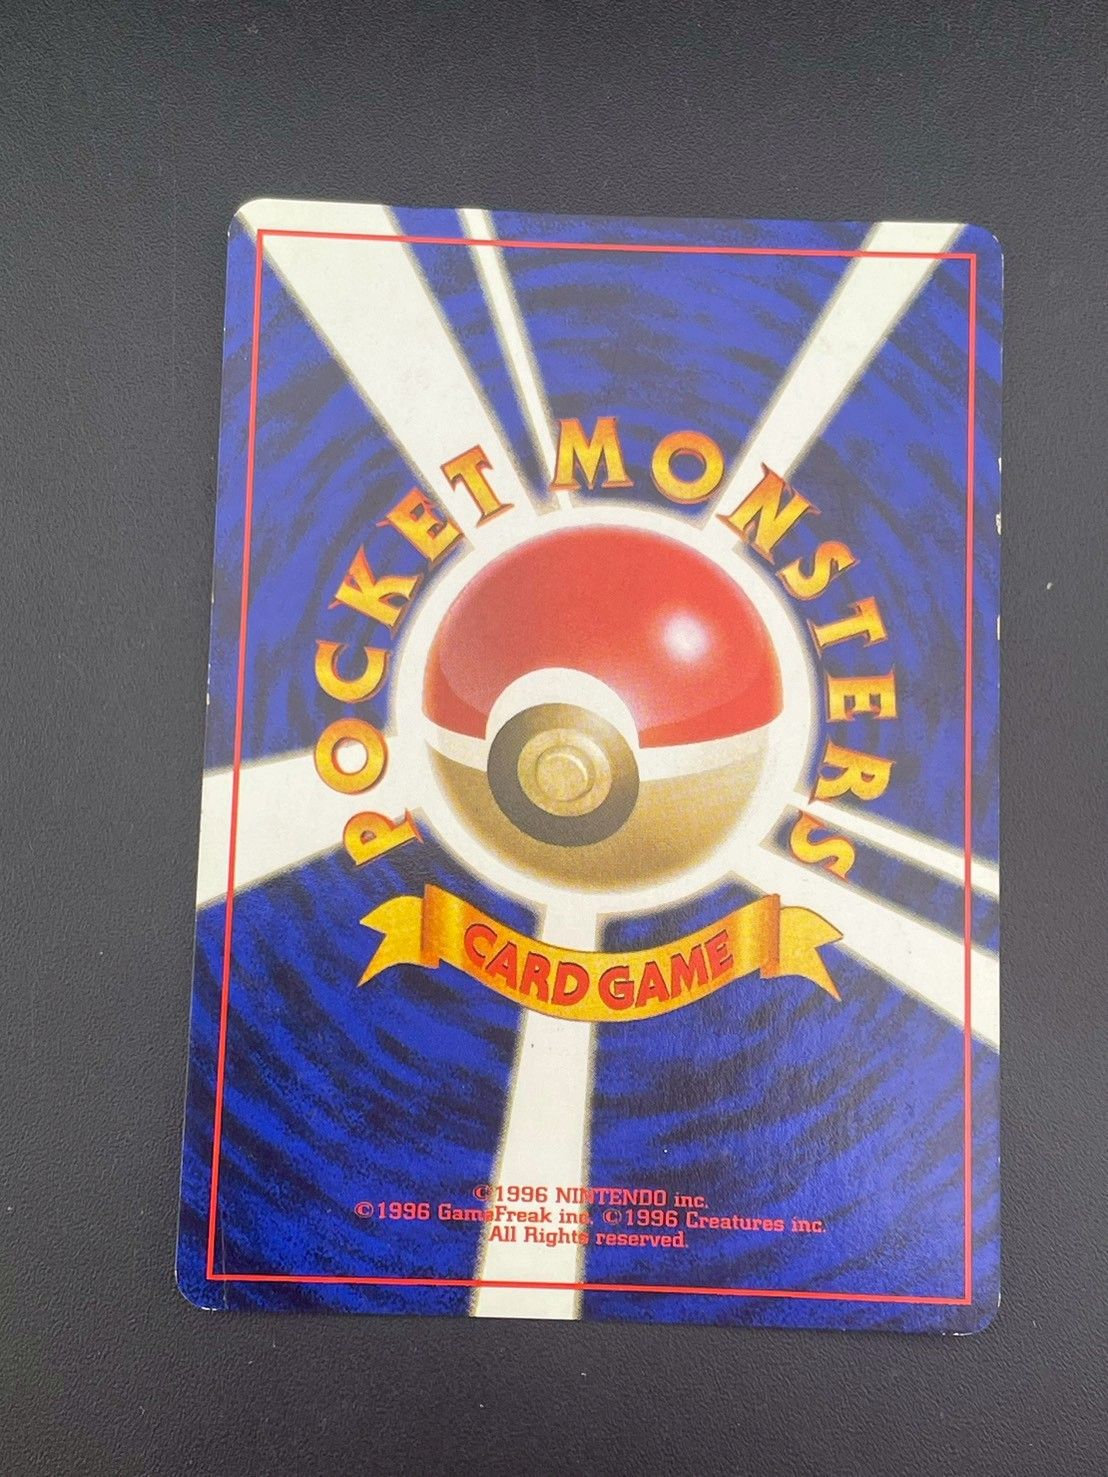 POCKET MONSTERS
CARD GAME
©1996 NINTENDO inc.
©1996 GameFreak inc. ©1996 Creatures inc.
All Rights reserved.